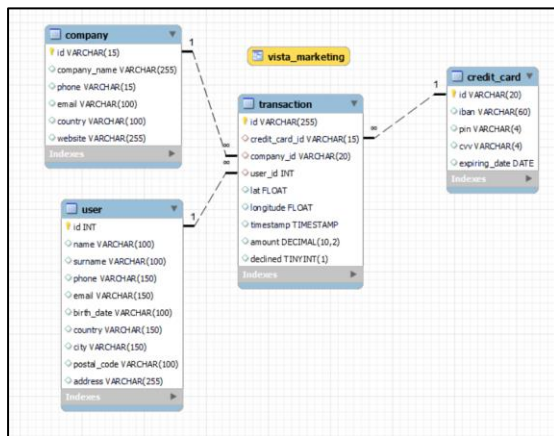 company
id VARCHAR(15)
company_name VARCHAR(255)
phone VARCHAR(15)
email VARCHAR(100)
country VARCHAR(100)
website VARCHAR(255)
Indexes
1
∞
vista_marketing
transaction
id VARCHAR(255)
credit_card_id VARCHAR(15)
company_id VARCHAR(20)
user_id INT
lat FLOAT
longitude FLOAT
timestamp TIMESTAMP
amount DECIMAL(10,2)
declined TINYINT(1)
Indexes
1
∞
credit_card
id VARCHAR(20)
iban VARCHAR(60)
pin VARCHAR(4)
cvv VARCHAR(4)
expiring_date DATE
Indexes
1
∞
user
id INT
name VARCHAR(100)
surname VARCHAR(100)
phone VARCHAR(150)
email VARCHAR(150)
birth_date VARCHAR(100)
country VARCHAR(150)
city VARCHAR(150)
postal_code VARCHAR(100)
address VARCHAR(255)
Indexes